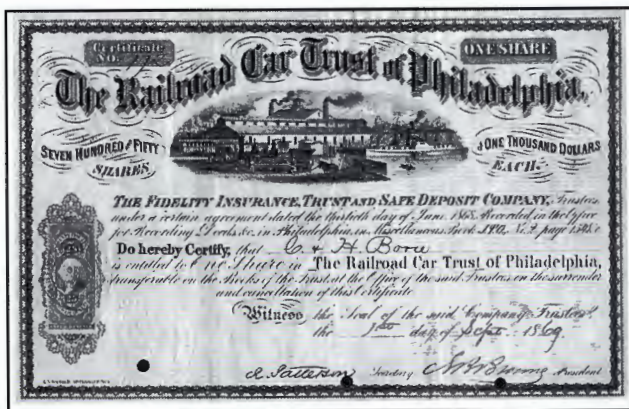 Certificate
NO.
ONE SHARE
The Railroad Car Trust of Philadelphia.
SEVEN HUNDRED and FIFTY
SHARES
ONE THOUSAND DOLLARS
EACH.
THE FIDELITY INSURANCE, TRUST AND SAFE DEPOSIT COMPANY, Trustees
under a certain agreement dated the thirtieth day of June 1868. Recorded in the Office
for Recording Deeds &c. in Philadelphia, in Miscellaneous Book page
Do hereby Certify, that C. & H. Borie
is entitled to One Share in The Railroad Car Trust of Philadelphia,
transferable on the Books of the Trust at the Office of the said Trustees on the surrender
and cancellation of this Certificate
Witness, the Seal of the said Company Trustees
the 1st day of Sept. 1869
R. Patterson Secretary N. B. Browne President